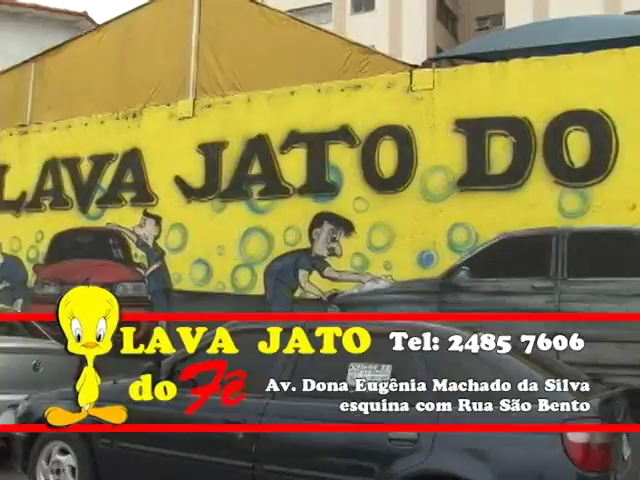 LAVA JATO DO
LAVA JATO
do Fê
Tel: 2485 7606
Av. Dona Eugênia Machado da Silva
esquina com Rua São Bento